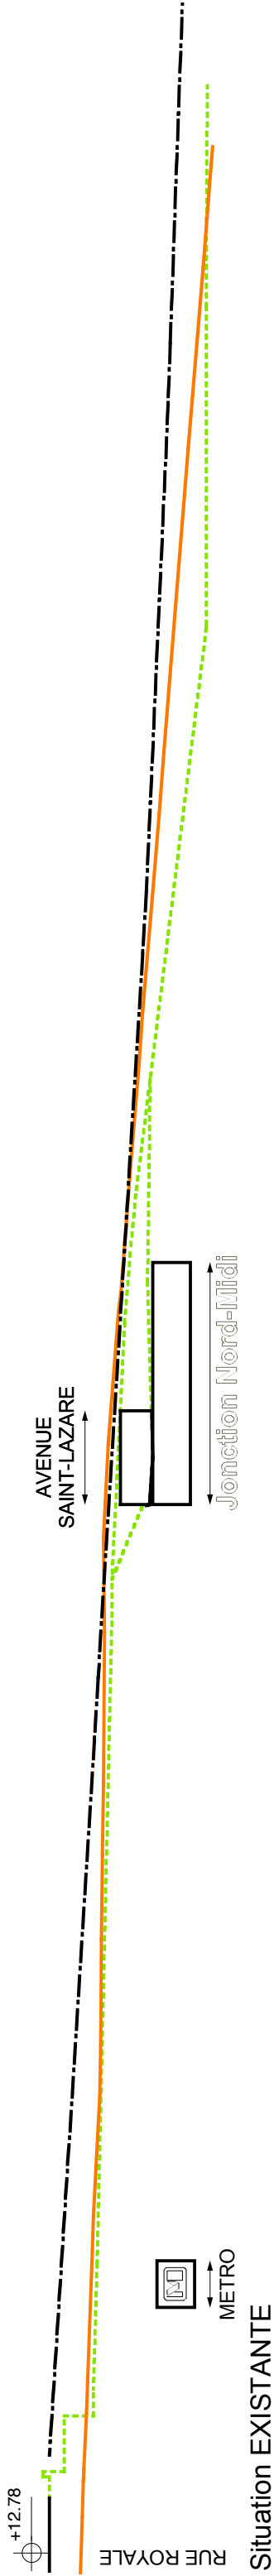 +12.78
RUE ROYALE
METRO
M
AVENUE
SAINT-LAZARE
Jonction Nord-Midi
Situation EXISTANTE